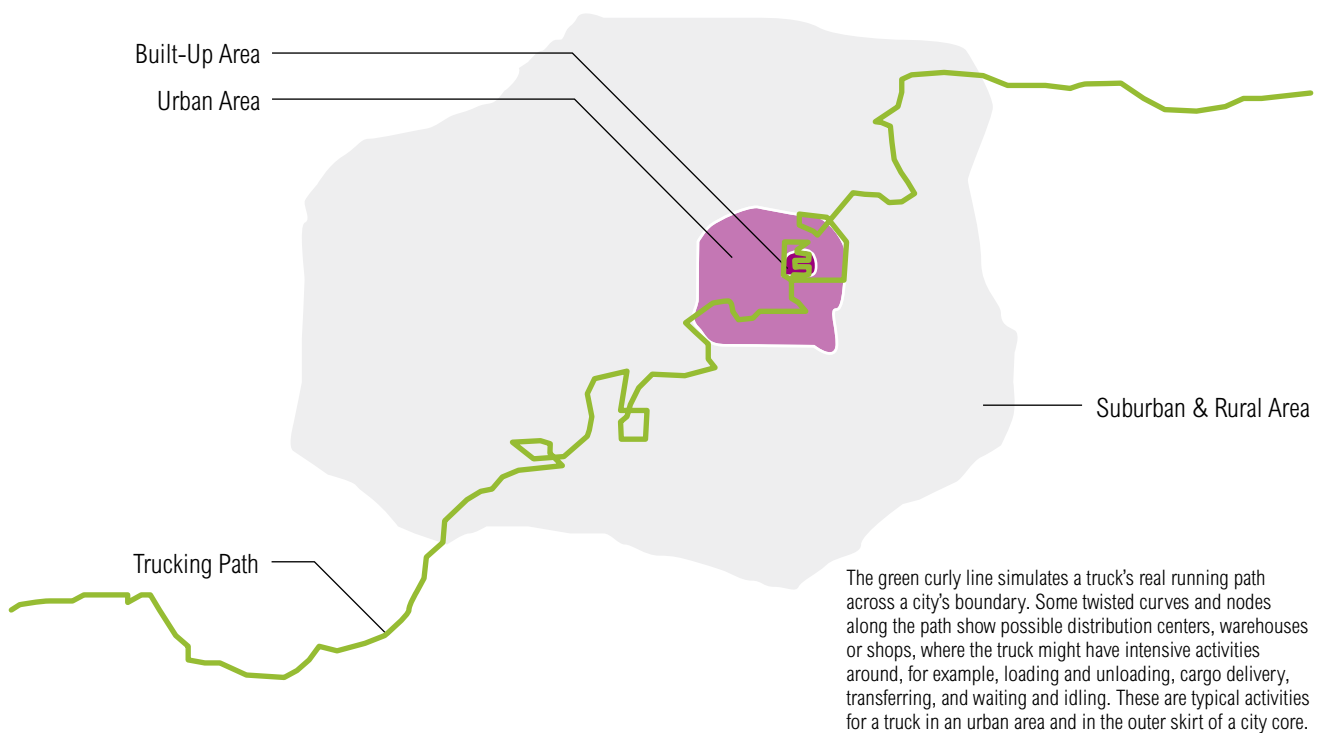 Built-Up Area
Urban Area
Suburban & Rural Area
Trucking Path
The green curly line simulates a truck's real running path
across a city's boundary. Some twisted curves and nodes
along the path show possible distribution centers, warehouses
or shops, where the truck might have intensive activities
around, for example, loading and unloading, cargo delivery,
transferring, and waiting and idling. These are typical activities
for a truck in an urban area and in the outer skirt of a city core.